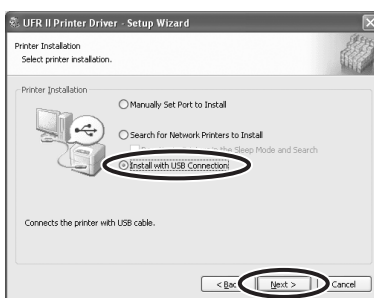 UFR II Printer Driver - Setup Wizard
Printer Installation
Select printer installation.
Printer Installation
Manually Set Port to Install
Search for Network Printers to Install
the Sleep Mode and Search
Install with USB Connection
Connects the printer with USB cable.
< Bac Next > Cancel